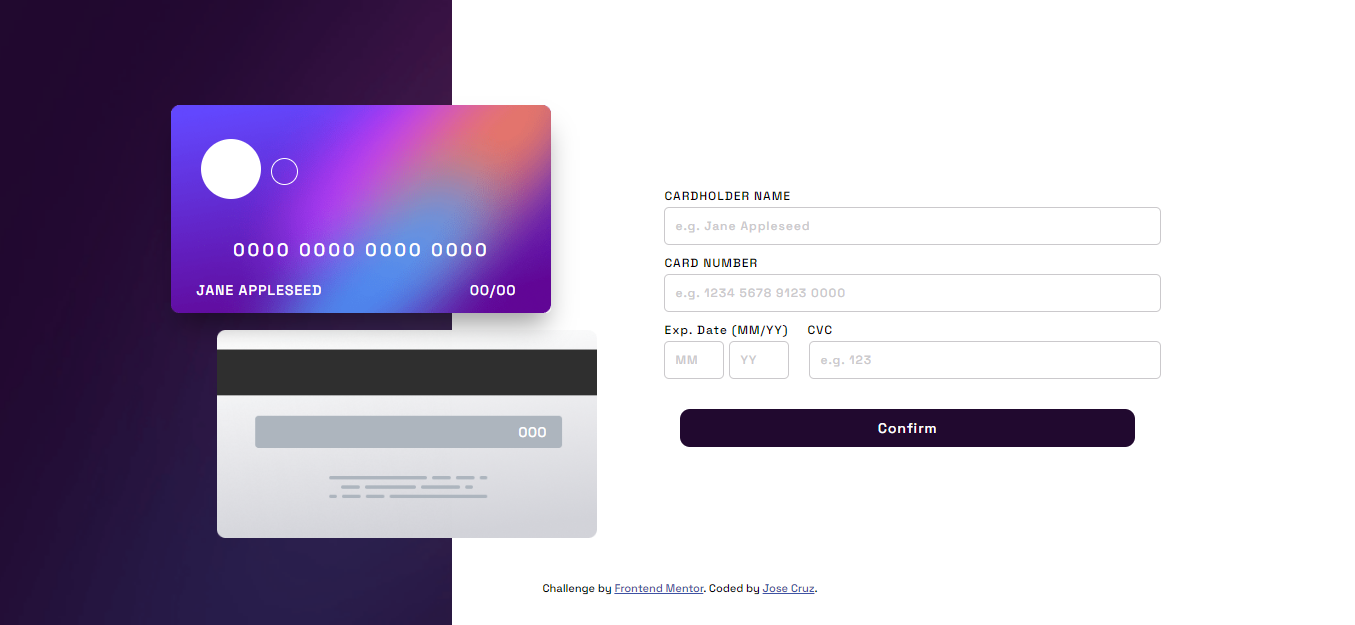 0000 0000 0000 0000
JANE APPLESEED 00/00
000
CARDHOLDER NAME
e.g. Jane Appleseed
CARD NUMBER
e.g. 1234 5678 9123 0000
Exp. Date (MM/YY) CVC
MM YY e.g. 123
Confirm
Challenge by Frontend Mentor. Coded by Jose Cruz.